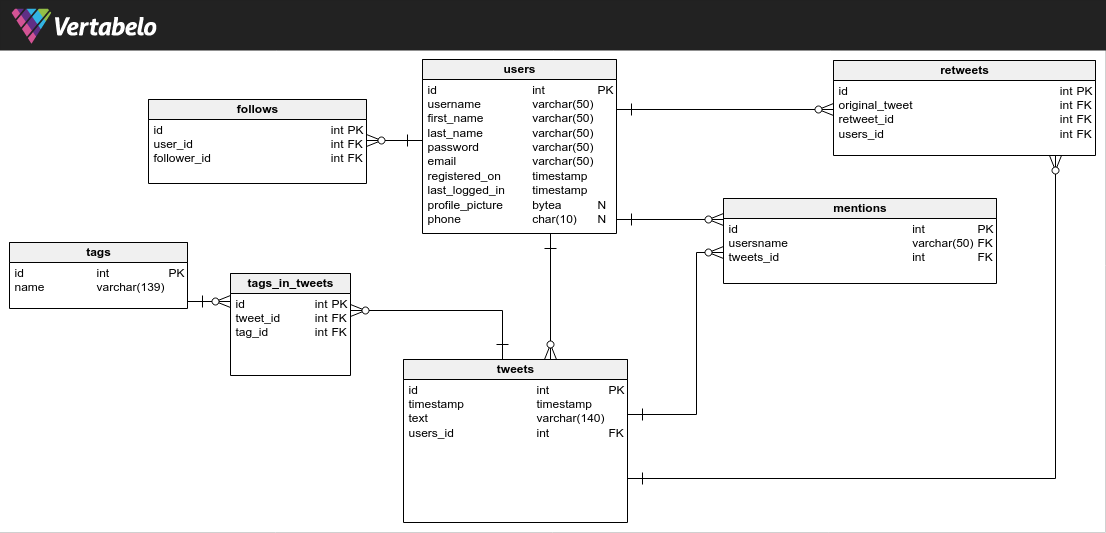 Vertabelo
users
id int PK
username varchar(50)
first_name varchar(50)
last_name varchar(50)
password varchar(50)
email varchar(50)
registered_on timestamp
last_logged_in timestamp
profile_picture bytea N
phone char(10) N
retweets
id int PK
original_tweet int FK
retweet_id int FK
users_id int FK
follows
id int PK
user_id int FK
follower_id int FK
mentions
id int PK
usersname varchar(50) FK
tweets_id int FK
tags
id int PK
name varchar(139)
tags_in_tweets
id int PK
tweet_id int FK
tag_id int FK
tweets
id int PK
timestamp timestamp
text varchar(140)
users_id int FK